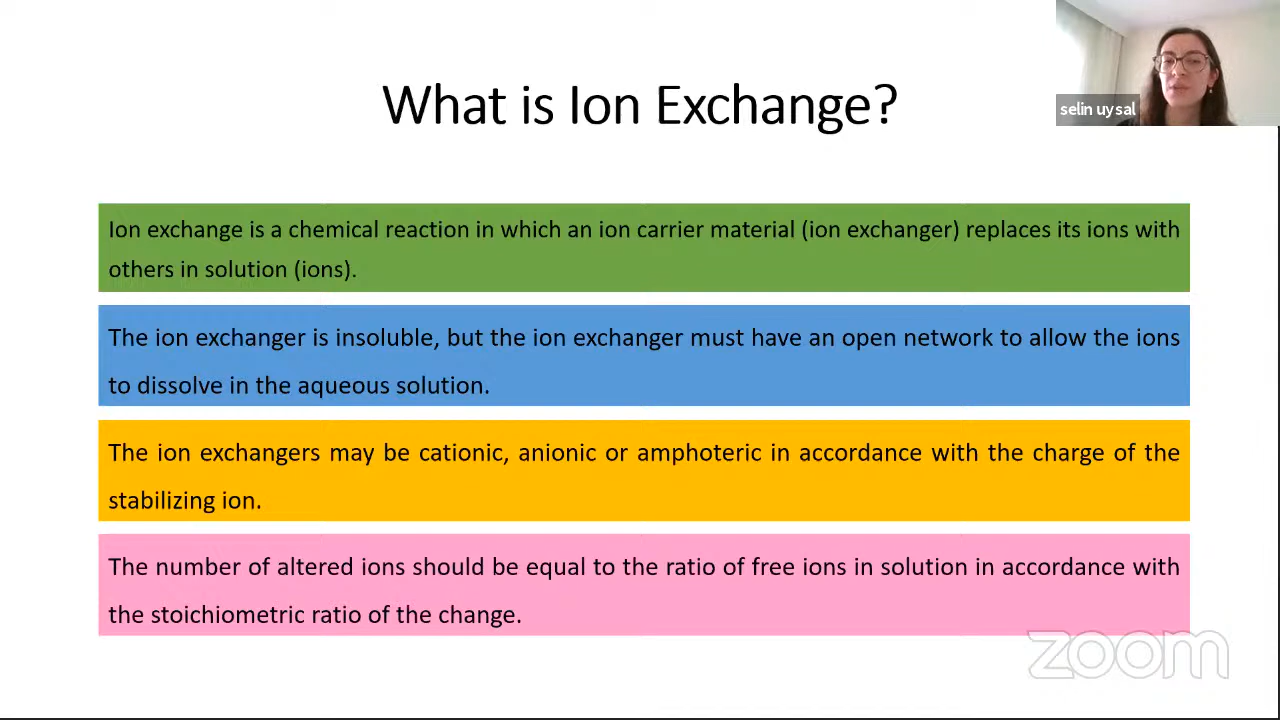 What is Ion Exchange?
selin uysal
Ion exchange is a chemical reaction in which an ion carrier material (ion exchanger) replaces its ions with
others in solution (ions).
The ion exchanger is insoluble, but the ion exchanger must have an open network to allow the ions
to dissolve in the aqueous solution.
The ion exchangers may be cationic, anionic or amphoteric in accordance with the charge of the
stabilizing ion.
The number of altered ions should be equal to the ratio of free ions in solution in accordance with
the stoichiometric ratio of the change.
zoom